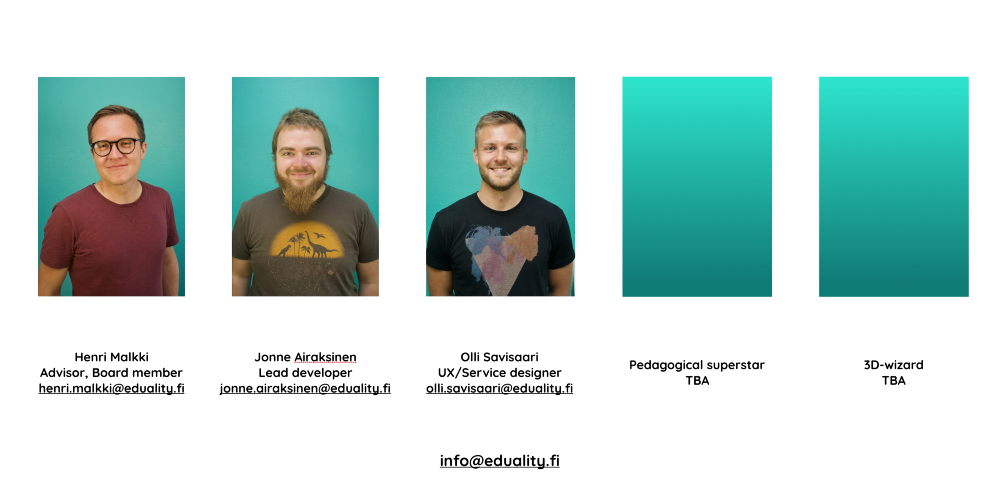 Henri Malkki
Advisor, Board member
henri.malkki@eduality.fi
Jonne Airaksinen
Lead developer
jonne.airaksinen@eduality.fi
Olli Savisaari
UX/Service designer
olli.savisaari@eduality.fi
Pedagogical superstar
TBA
3D-wizard
TBA
info@eduality.fi